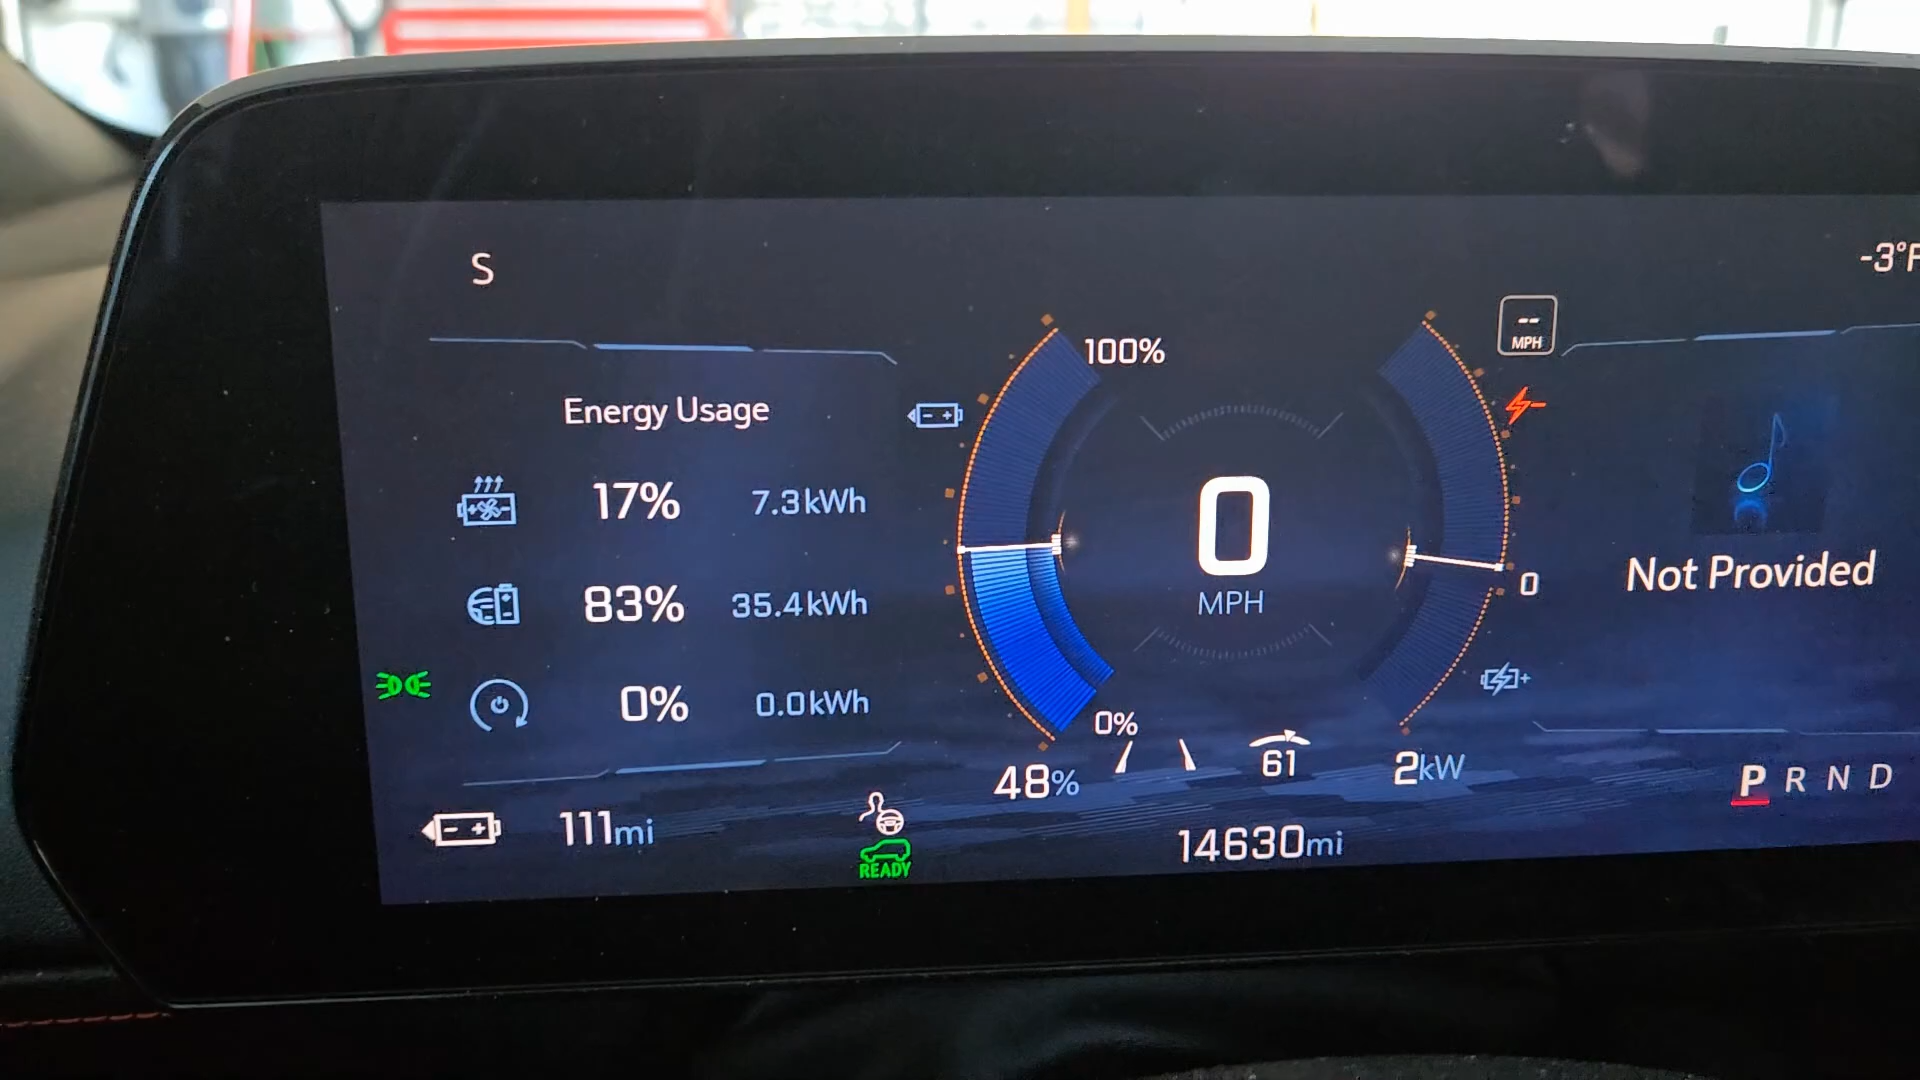 S
-3°F
--
MPH
100%
Energy Usage
17% 7.3kWh
83% 35.4kWh
0% 0.0kWh
0
MPH
0
Not Provided
0%
48%
61
2kW
P R N D
111mi
READY
14630mi